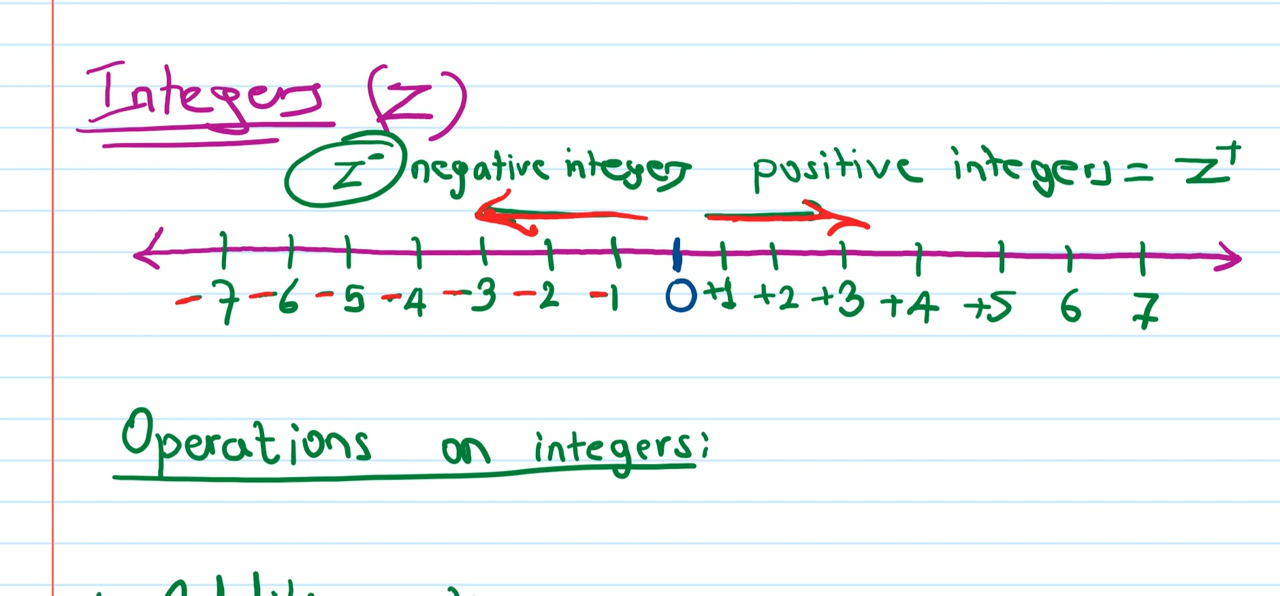 Integers (Z)
Z⁻ negative integers positive integers = Z⁺
-7 -6 -5 -4 -3 -2 -1 0 +1 +2 +3 +4 +5 6 7
Operations on integers: